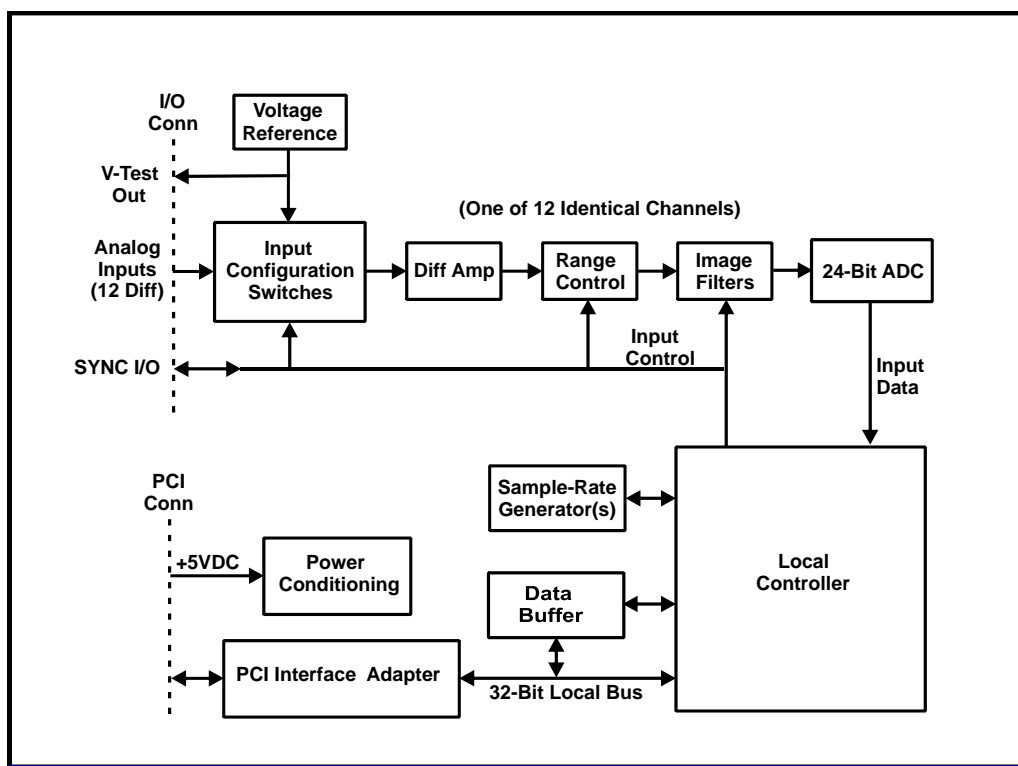 I/O
Conn
Voltage
Reference
V-Test
Out
(One of 12 Identical Channels)
Analog
Inputs
(12 Diff)
Input
Configuration
Switches
Diff Amp
Range
Control
Image
Filters
24-Bit ADC
SYNC I/O
Input
Control
Input
Data
PCI
Conn
Sample-Rate
Generator(s)
+5VDC
Power
Conditioning
Local
Controller
Data
Buffer
PCI Interface Adapter
32-Bit Local Bus